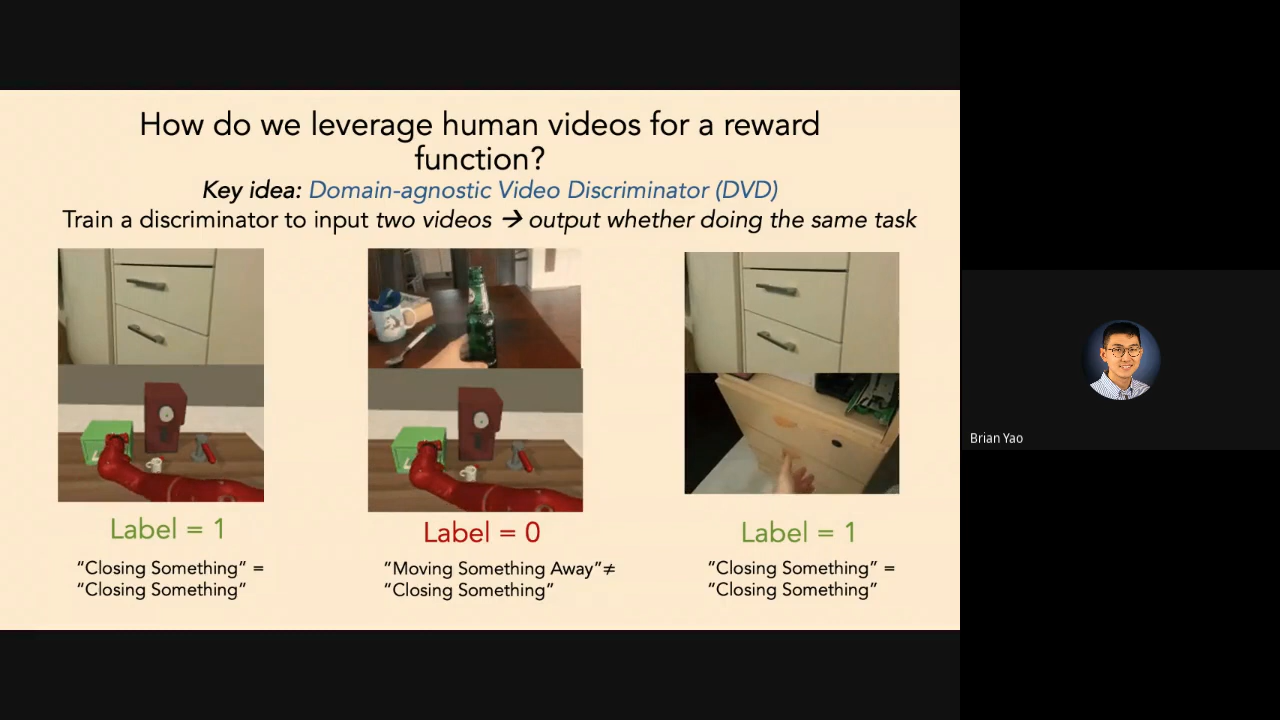 How do we leverage human videos for a reward
function?
Key idea: Domain-agnostic Video Discriminator (DVD)
Train a discriminator to input two videos → output whether doing the same task
Label = 1
Label = 0
Label = 1
“Closing Something” =
“Closing Something”
“Moving Something Away”≠
“Closing Something”
“Closing Something” =
“Closing Something”
Brian Yao